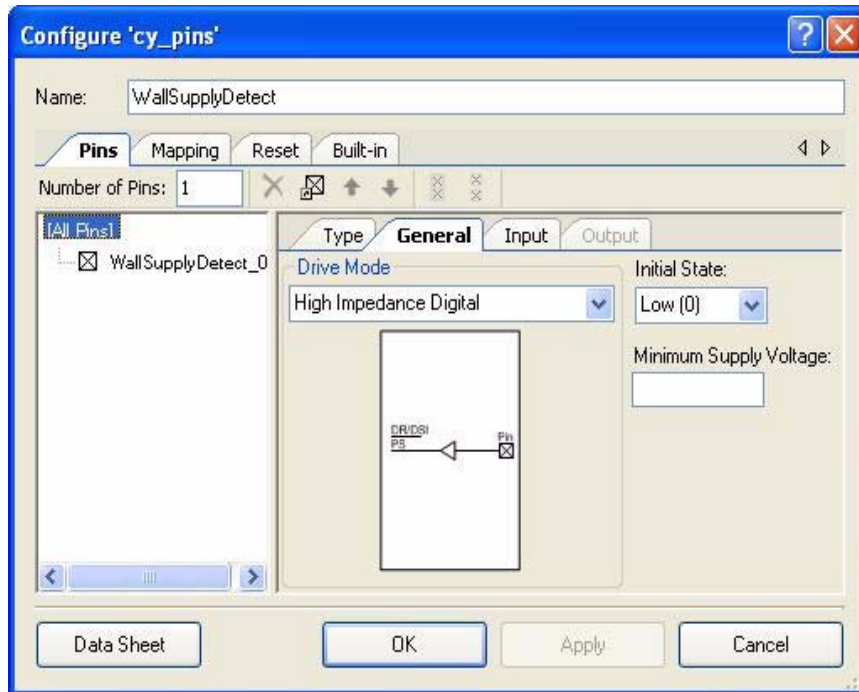 Configure 'cy_pins'
Name: WallSupplyDetect
Pins Mapping Reset Built-in
Number of Pins: 1
[All Pins]
WallSupplyDetect_0
Type General Input Output
Drive Mode
High Impedance Digital
Initial State:
Low (0)
Minimum Supply Voltage:
DR/DSI
PS
Pin
Data Sheet OK Apply Cancel